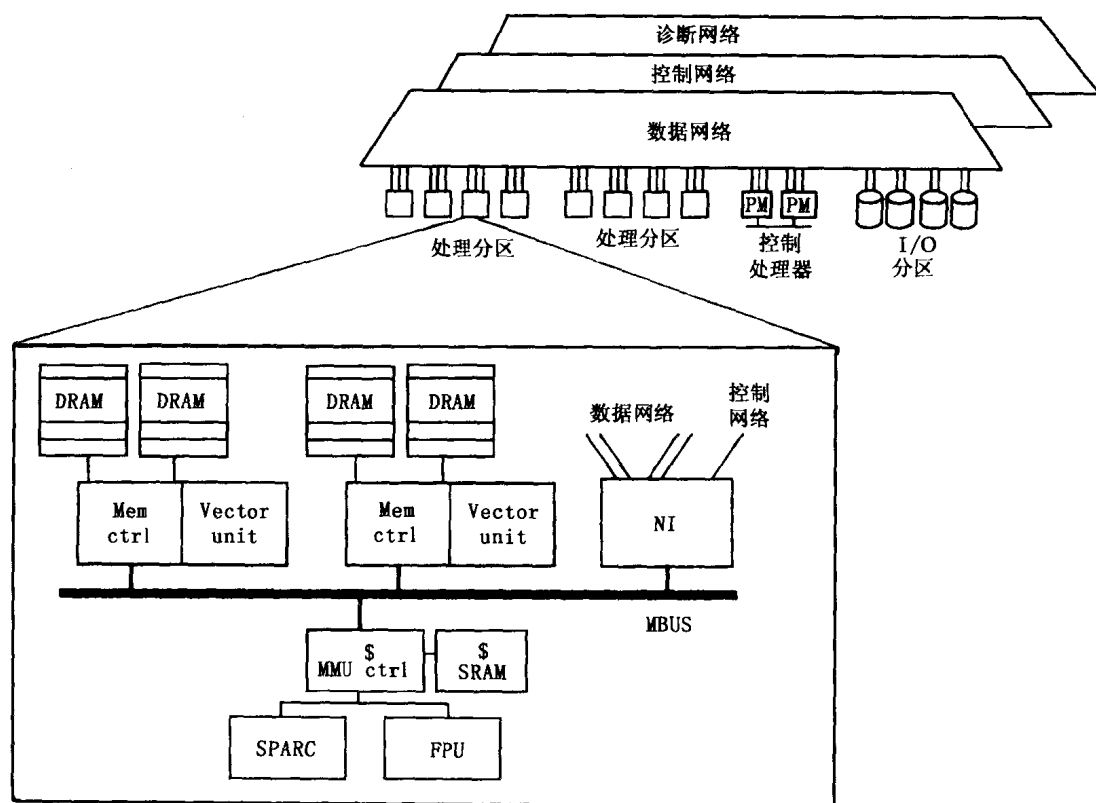 诊断网络
控制网络
数据网络
PM PM
处理分区
处理分区
控制
处理器
I/O
分区
DRAM DRAM DRAM DRAM
数据网络
控制
网络
Mem
ctrl
Vector
unit
Mem
ctrl
Vector
unit
NI
MBUS
$
MMU ctrl
$
SRAM
SPARC
FPU